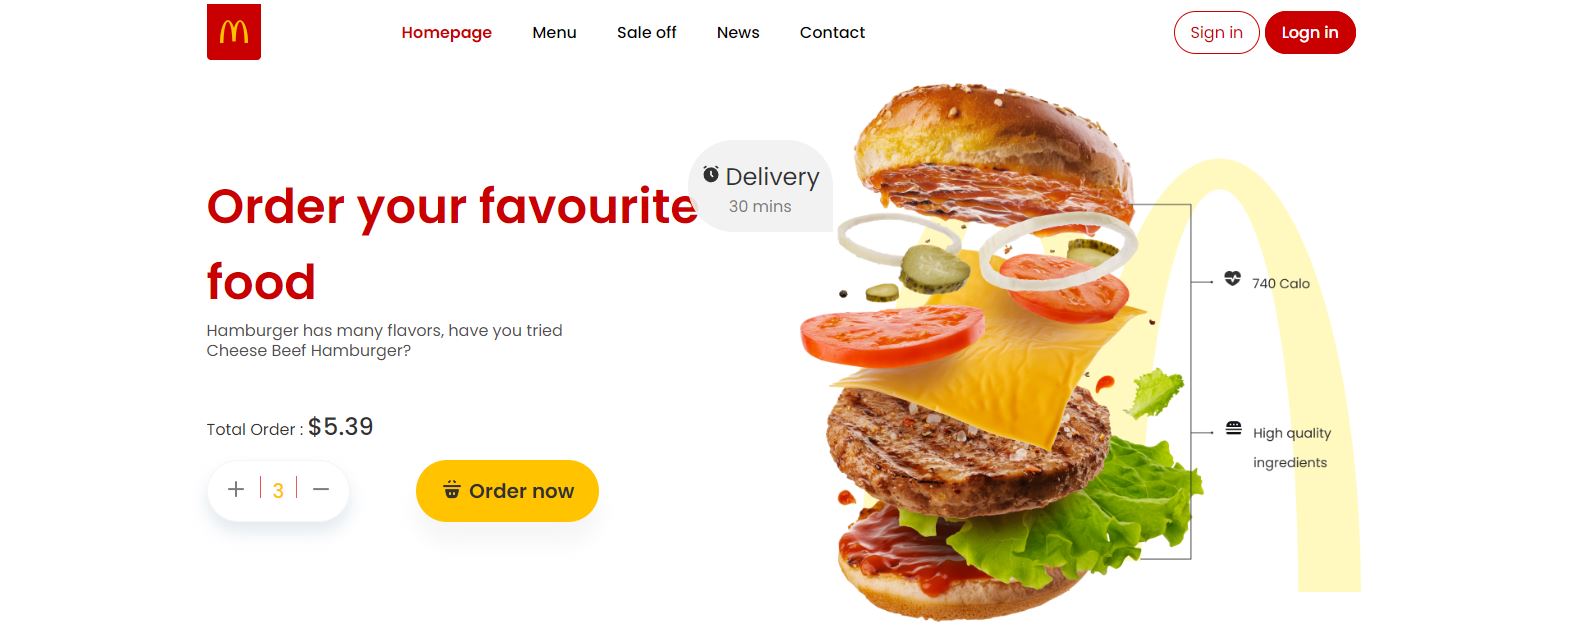 Homepage
Menu
Sale off
News
Contact
Sign in
Logn in
Delivery
30 mins
Order your favourite
food
Hamburger has many flavors, have you tried
Cheese Beef Hamburger?
Total Order : $5.39
+ | 3 | −
Order now
740 Calo
High quality
ingredients